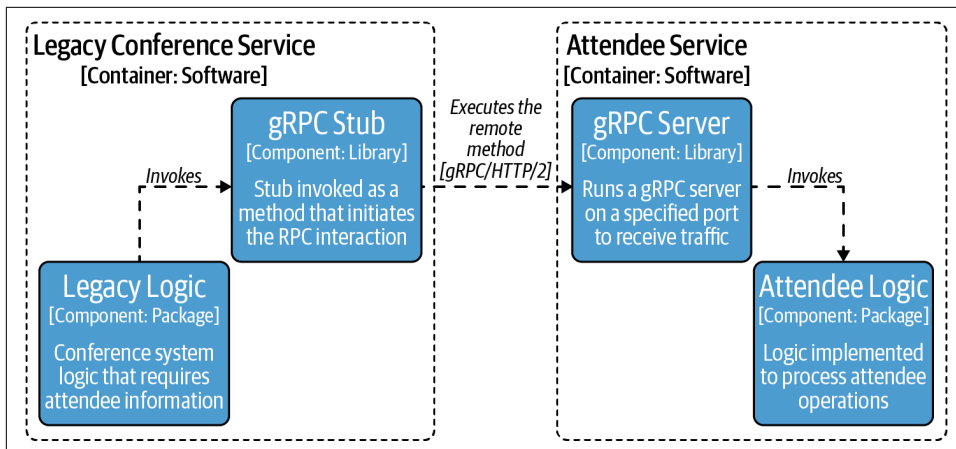 Legacy Conference Service
[Container: Software]
gRPC Stub
[Component: Library]
Stub invoked as a
method that initiates
the RPC interaction
Invokes
Legacy Logic
[Component: Package]
Conference system
logic that requires
attendee information
Executes the
remote
method
[gRPC/HTTP/2]
Attendee Service
[Container: Software]
gRPC Server
[Component: Library]
Runs a gRPC server
on a specified port
to receive traffic
Invokes
Attendee Logic
[Component: Package]
Logic implemented
to process attendee
operations